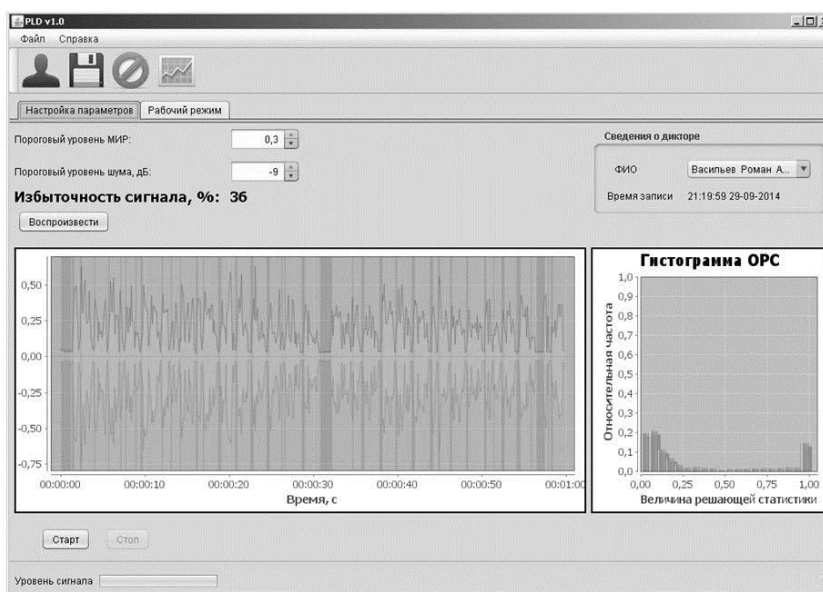 PLD v1.0
Файл Справка
Настройка параметров Рабочий режим
Пороговый уровень МИР: 0,3
Пороговый уровень шума, дБ: -9
Избыточность сигнала, %: 36
Воспроизвести
Сведения о дикторе
ФИО Васильев Роман А...
Время записи 21:19:59 29-09-2014
0,50
0,25
0,00
-0,25
-0,50
-0,75
00:00:00 00:00:10 00:00:20 00:00:30 00:00:40 00:00:50 00:01:00
Время, с
Гистограмма ОРС
Относительная частота
1,0
0,9
0,8
0,7
0,6
0,5
0,4
0,3
0,2
0,1
0,0
0,00 0,25 0,50 0,75 1,00
Величина решающей статистики
Старт Стоп
Уровень сигнала